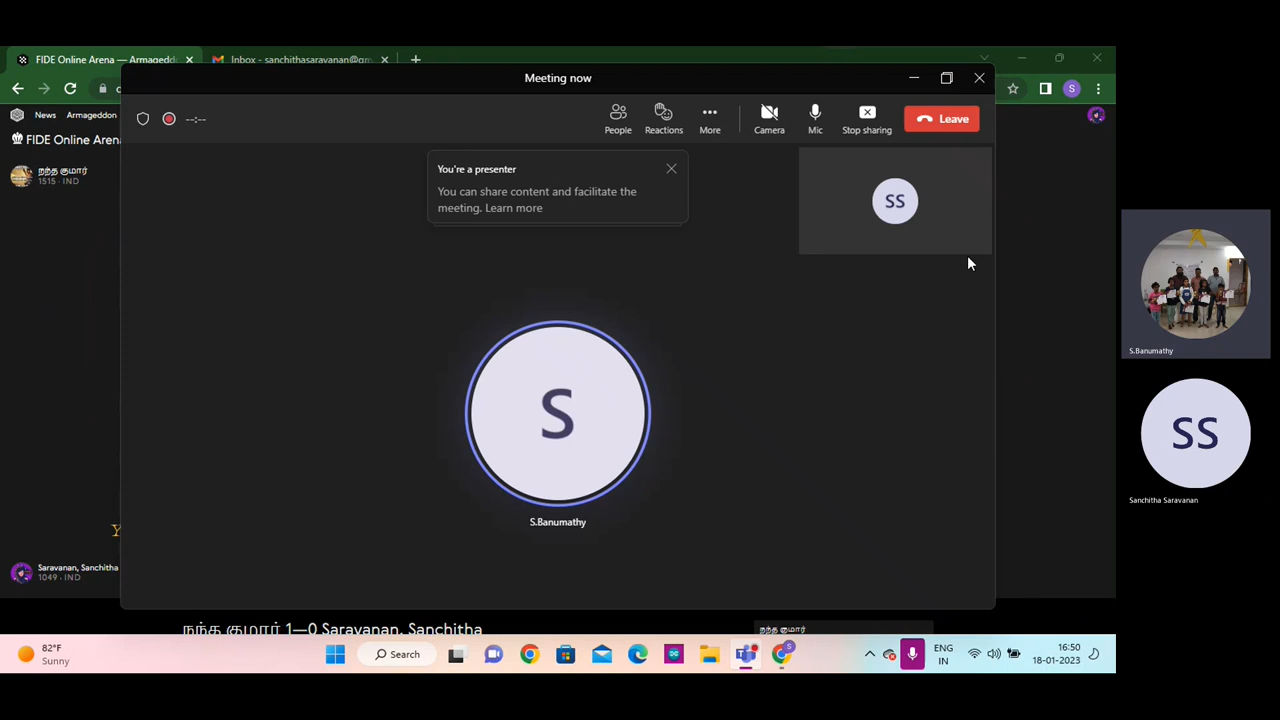 FIDE Online Arena — Armagedd
Inbox - sanchithasaravanan@gm
News Armageddon
FIDE Online Arena
நந்த குமார்
1515 · IND
Meeting now
--:--
People
Reactions
More
Camera
Mic
Stop sharing
Leave
You're a presenter
You can share content and facilitate the
meeting. Learn more
SS
S
S.Banumathy
Y
Saravanan, Sanchitha
1049 · IND
நந்த குமார் 1—0 Saravanan, Sanchitha
நந்த குமார்
S.Banumathy
SS
Sanchitha Saravanan
82°F
Sunny
Search
ENG
IN
16:50
18-01-2023